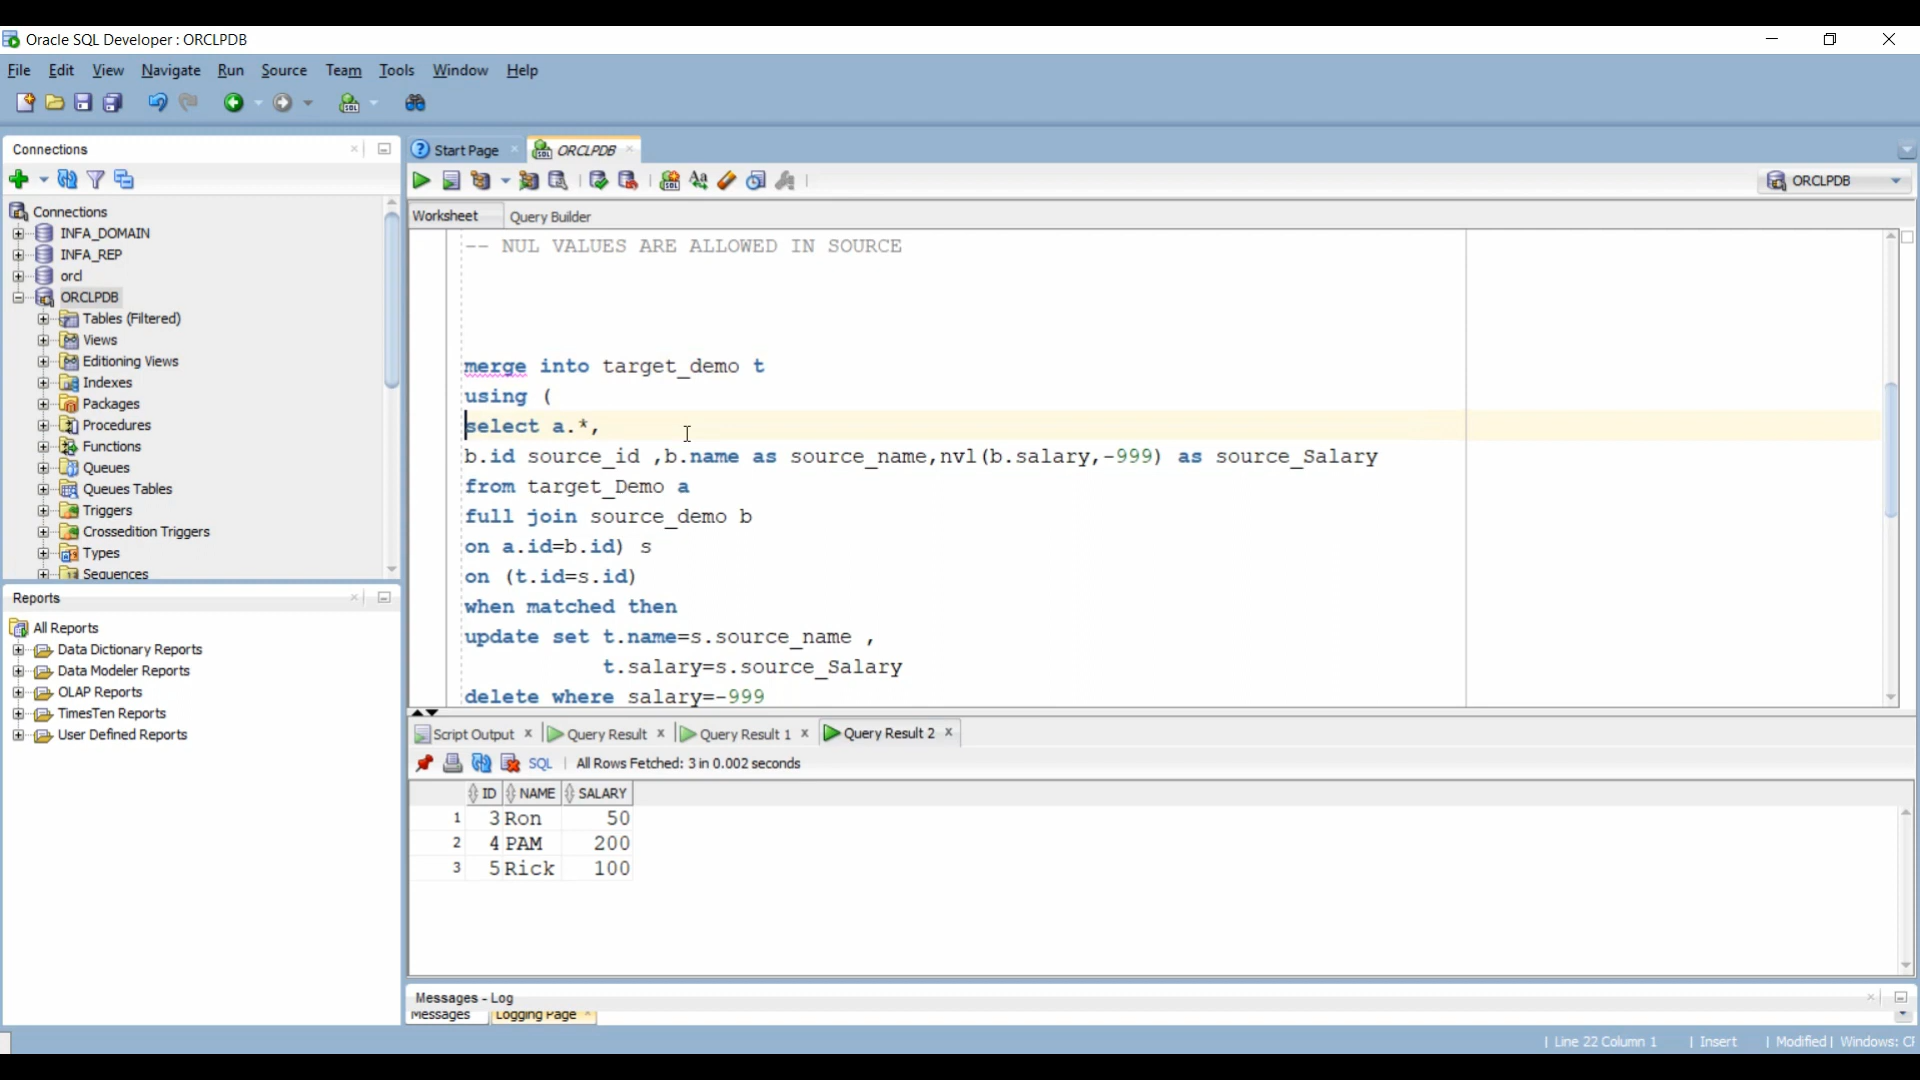 Oracle SQL Developer : ORCLPDB
File Edit View Navigate Run Source Team Tools Window Help
Connections
Start Page
ORCLPDB
ORCLPDB
Worksheet Query Builder
Connections
INFA_DOMAIN
INFA_REP
orcl
ORCLPDB
Tables (Filtered)
Views
Editioning Views
Indexes
Packages
Procedures
Functions
Queues
Queues Tables
Triggers
Crossedition Triggers
Types
Sequences
-- NUL VALUES ARE ALLOWED IN SOURCE
merge into target_demo t
using (
select a.*,
b.id source_id ,b.name as source_name,nvl(b.salary,-999) as source_Salary
from target_Demo a
full join source_demo b
on a.id=b.id) s
on (t.id=s.id)
when matched then
update set t.name=s.source_name ,
t.salary=s.source_Salary
delete where salary=-999
Reports
All Reports
Data Dictionary Reports
Data Modeler Reports
OLAP Reports
TimesTen Reports
User Defined Reports
Script Output Query Result Query Result 1 Query Result 2
SQL All Rows Fetched: 3 in 0.002 seconds
ID NAME SALARY
1 3 Ron 50
2 4 PAM 200
3 5 Rick 100
Messages - Log
Messages Logging Page
Line 22 Column 1 Insert Modified Windows: